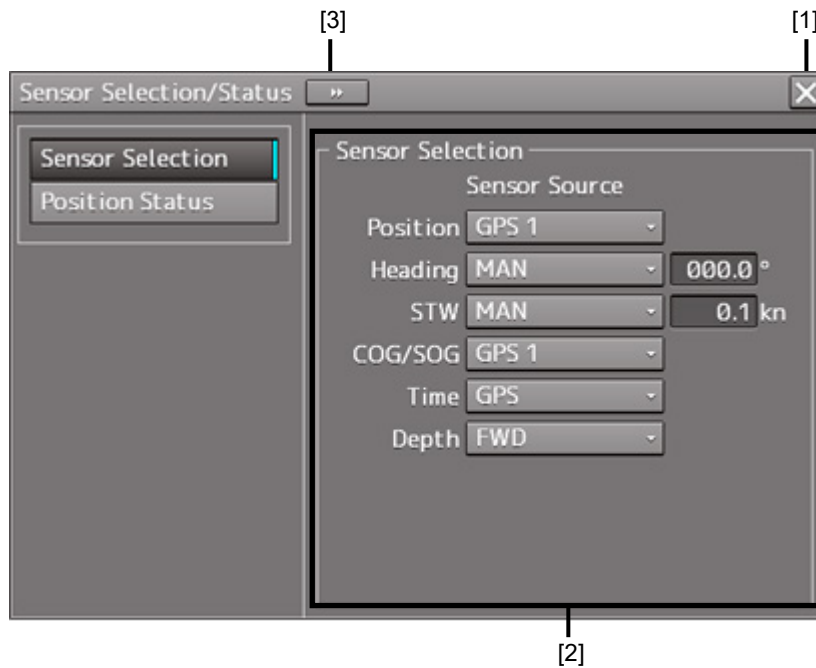 [3] [1]
Sensor Selection/Status
Sensor Selection
Position Status
Sensor Selection
Sensor Source
Position GPS 1
Heading MAN 000.0 °
STW MAN 0.1 kn
COG/SOG GPS 1
Time GPS
Depth FWD
[2]